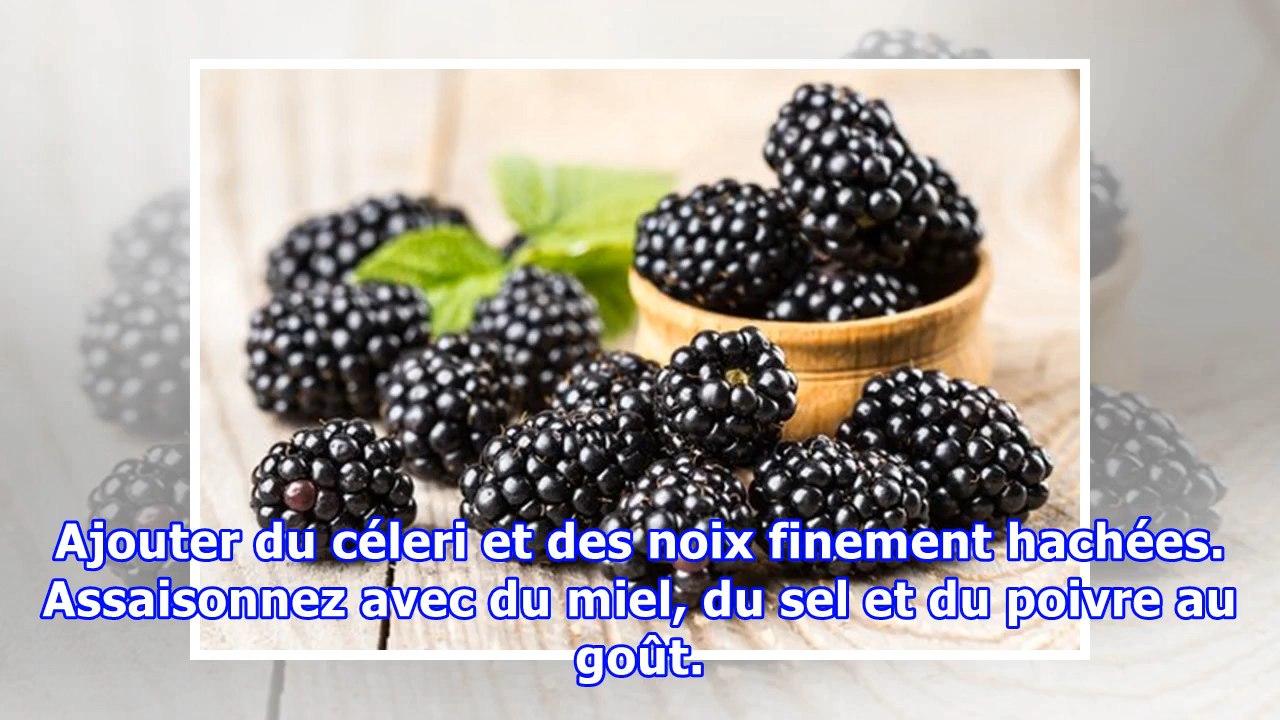 Ajouter du céleri et des noix finement hachées.
Assaisonnez avec du miel, du sel et du poivre au
goût.